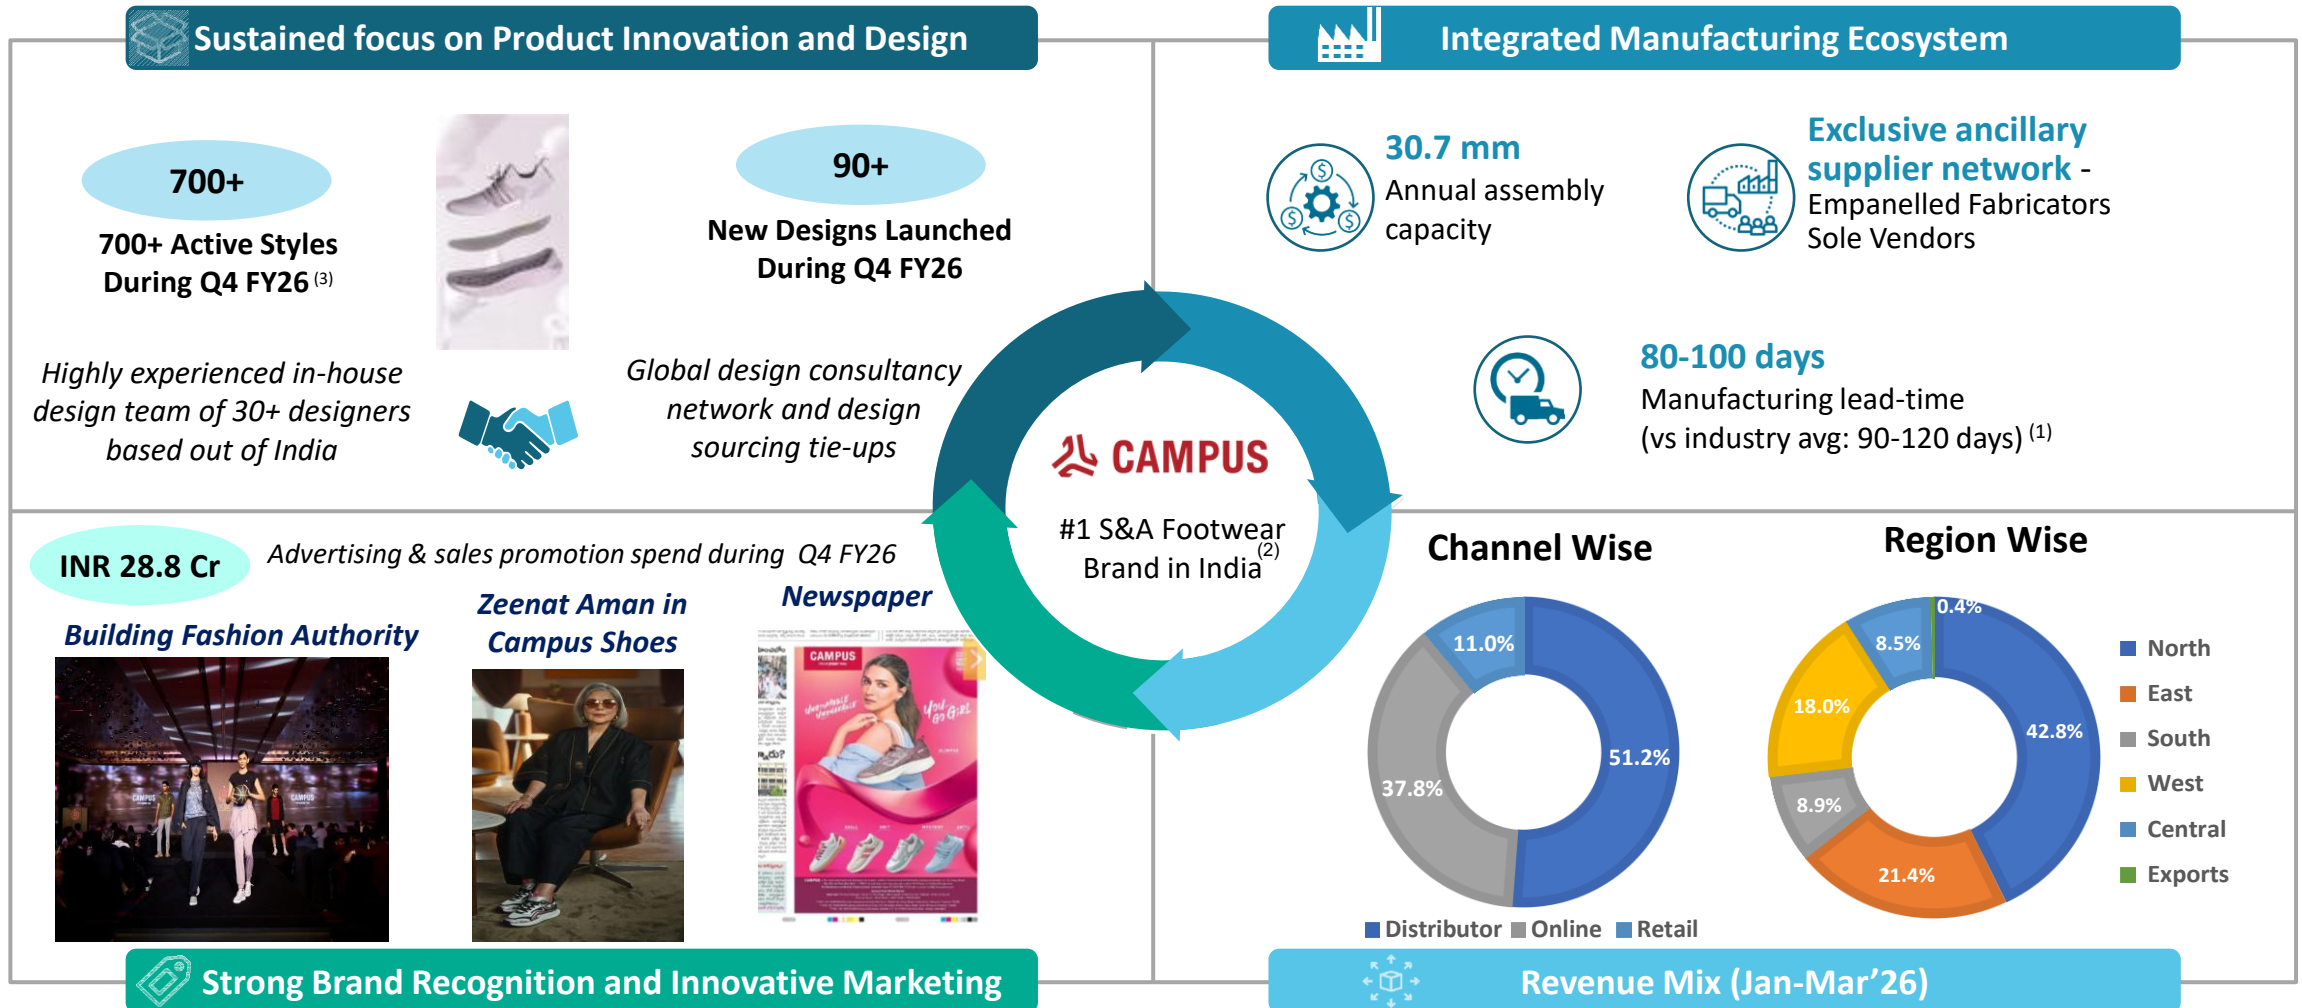 Sustained focus on Product Innovation and Design
700+
700+ Active Styles
During Q4 FY26 (3)
90+
New Designs Launched
During Q4 FY26
Highly experienced in-house
design team of 30+ designers
based out of India
Global design consultancy
network and design
sourcing tie-ups
Integrated Manufacturing Ecosystem
30.7 mm
Annual assembly
capacity
Exclusive ancillary
supplier network -
Empanelled Fabricators
Sole Vendors
80-100 days
Manufacturing lead-time
(vs industry avg: 90-120 days) (1)
CAMPUS
#1 S&A Footwear
Brand in India (2)
INR 28.8 Cr
Advertising & sales promotion spend during Q4 FY26
Building Fashion Authority
CAMPUS
CAMPUS
Zeenat Aman in
Campus Shoes
Newspaper
CAMPUS
You
Go Girl
Strong Brand Recognition and Innovative Marketing
Channel Wise
11.0%
51.2%
37.8%
Distributor Online Retail
Region Wise
0.4%
8.5%
18.0%
42.8%
8.9%
21.4%
North
East
South
West
Central
Exports
Revenue Mix (Jan-Mar'26)